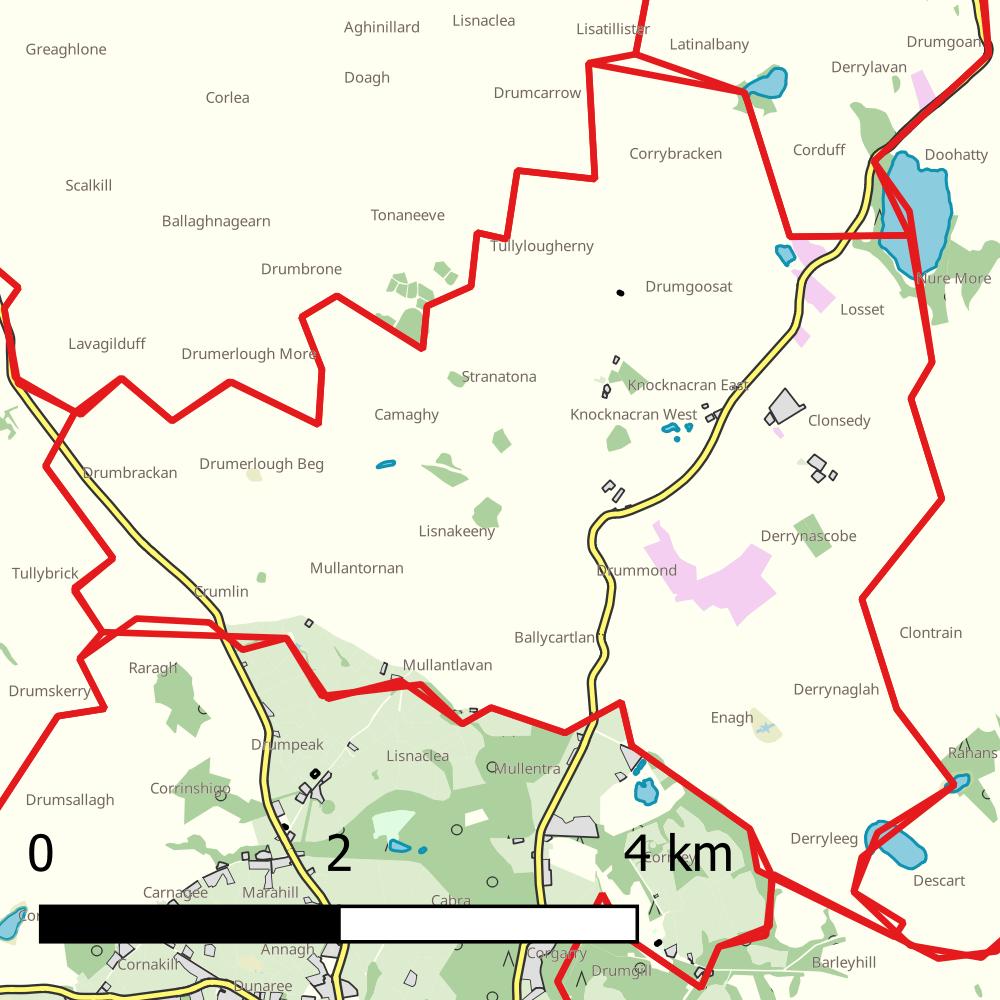 Lisnaclea
Aghinillard
Lisatillister
Latinalbany
Drumgoan
Greaghlone
Derrylavan
Doagh
Drumcarrow
Corlea
Corduff
Corrybracken
Doohatty
Scalkill
Tonaneeve
Ballaghnagearn
Tullylougherny
Drumbrone
Nure More
Drumgoosat
Losset
Lavagilduff
Drumerlough More
Stranatona
Knocknacran East
Camaghy
Knocknacran West
Clonsedy
Drumerlough Beg
Drumbrackan
Lisnakeeny
Derrynascobe
Mullantornan
Drummond
Tullybrick
Crumlin
Clontrain
Ballycartlan
Mullantlavan
Raragh
Drumskerry
Derrynaglah
Enagh
Drumpeak
Rahans
Lisnaclea
Mullentra
Corrinshigo
Drumsallagh
Derryleeg
0 2 4 km
Descart
Carnagee
Marahill
Cabra
Annagh
Corgarry
Cornakill
Barleyhill
Drumgill
Dunaree